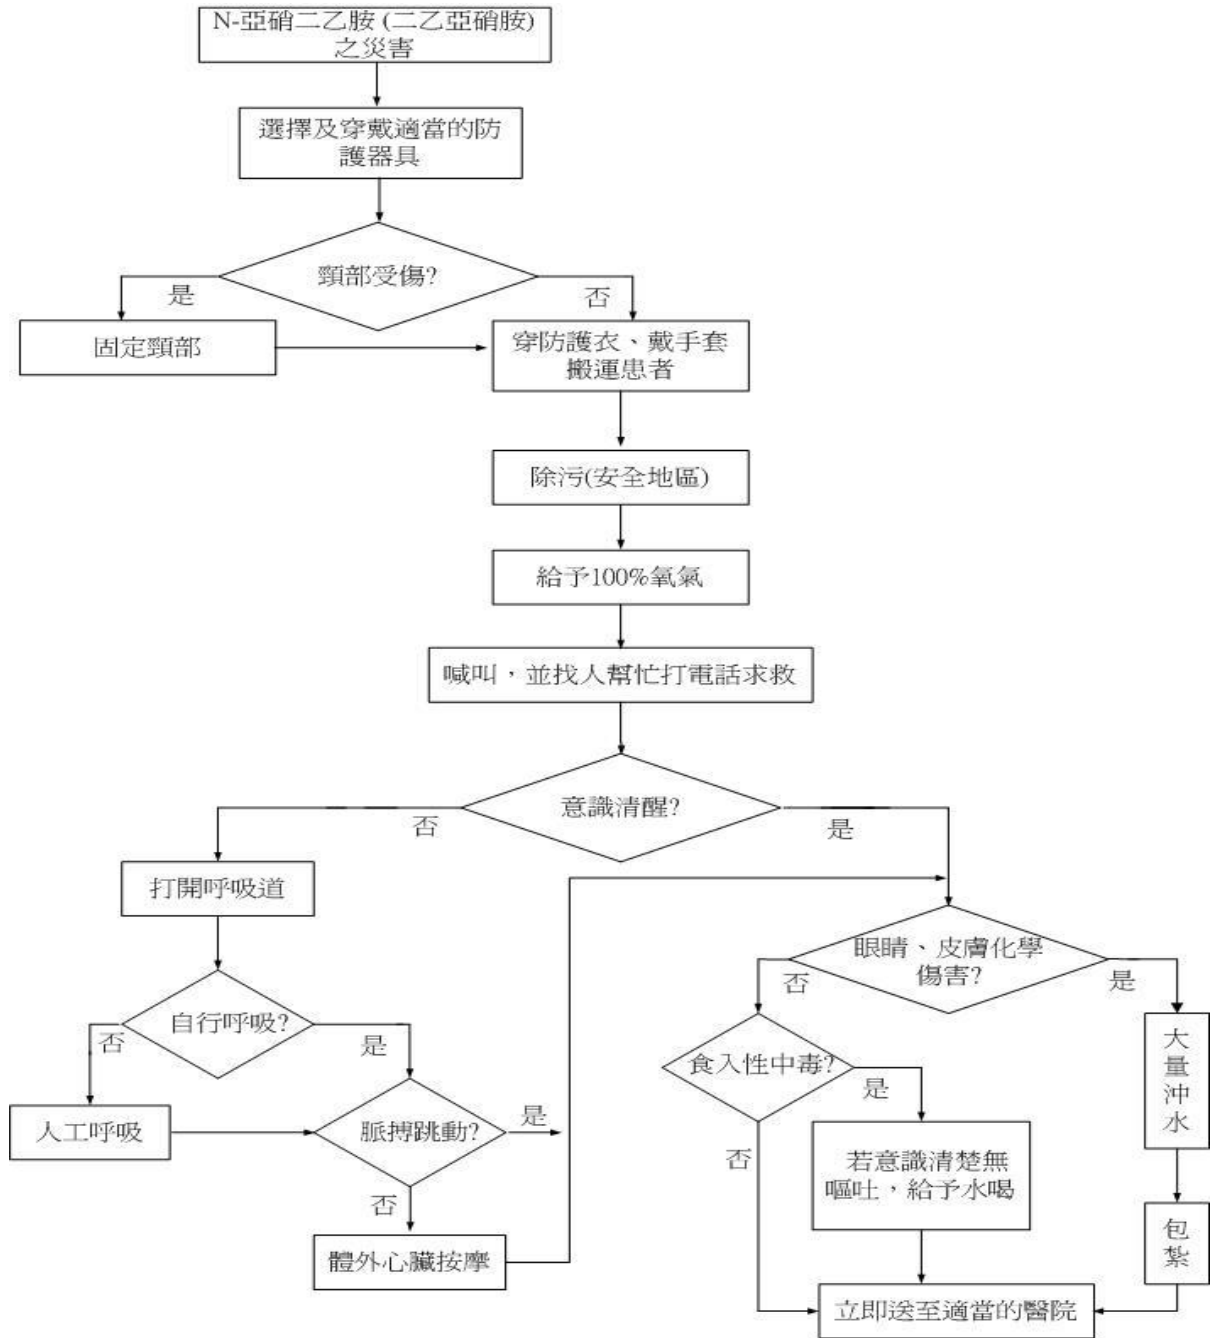 N-亞硝二乙胺 (二乙亞硝胺)
之災害
選擇及穿戴適當的防
護器具
頸部受傷?
是
否
固定頸部
穿防護衣、戴手套
搬運患者
除污(安全地區)
給予100%氧氣
喊叫，並找人幫忙打電話求救
意識清醒?
否
是
打開呼吸道
眼睛、皮膚化學
傷害?
否
是
自行呼吸?
否
是
大
量
沖
水
食入性中毒?
是
否
人工呼吸
脈搏跳動?
是
否
若意識清楚無
嘔吐，給予水喝
體外心臟按摩
包
紮
立即送至適當的醫院